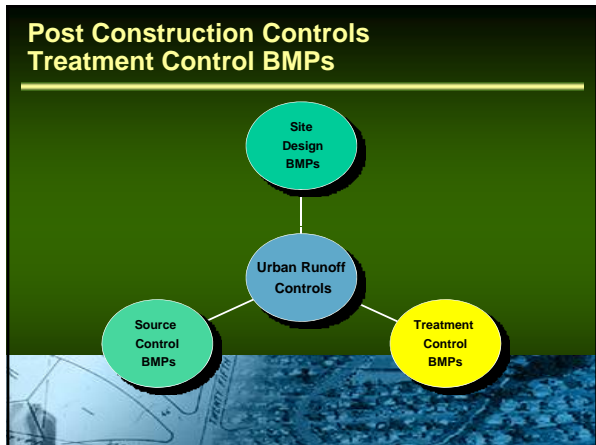 Post Construction Controls
Treatment Control BMPs
Site
Design
BMPs
Urban Runoff
Controls
Source
Control
BMPs
Treatment
Control
BMPs